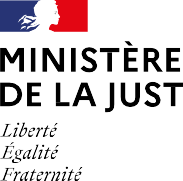 MINISTÈRE
DE LA JUST
Liberté
Égalité
Fraternité